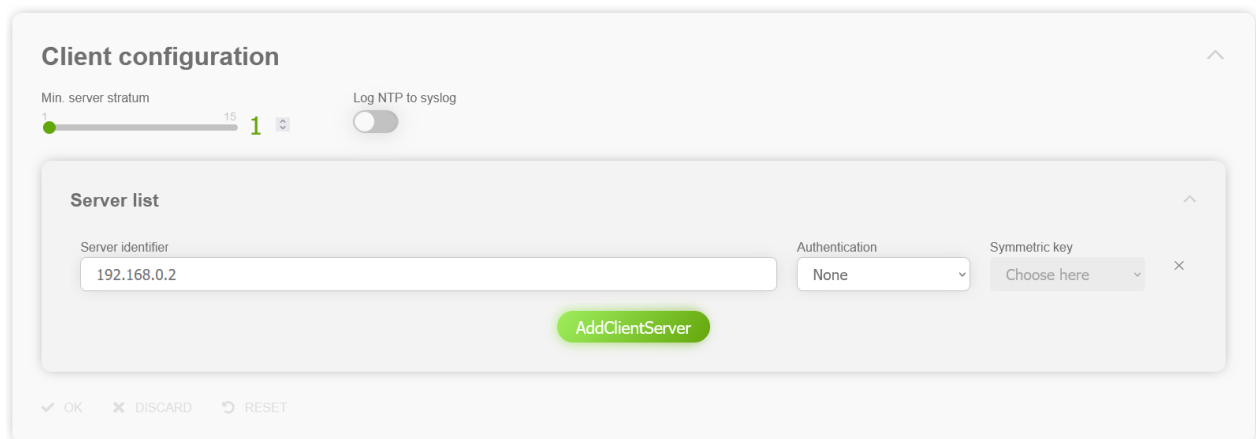 Client configuration
Min. server stratum
Log NTP to syslog
1
15
1
Server list
Server identifier
Authentication
Symmetric key
192.168.0.2
None
Choose here
AddClientServer
OK
DISCARD
RESET